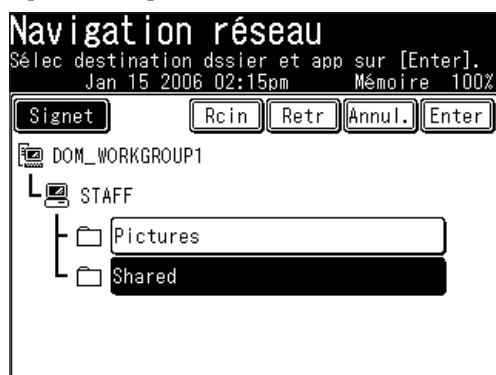 Navigation réseau
Sélec destination dssier et app sur [Enter].
Jan 15 2006 02:15pm Mémoire 100%
Signet Rcin Retr Annul. Enter
DOM_WORKGROUP1
STAFF
Pictures
Shared